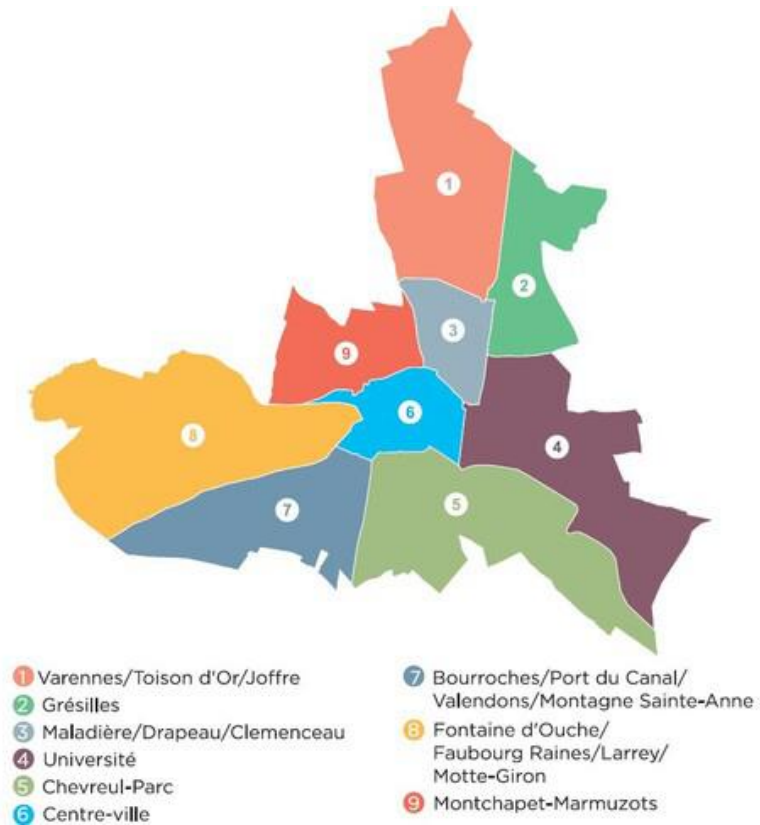 1
2
3
9
6
8
4
7
5
1 Varennes/Toison d'Or/Joffre
2 Grésilles
3 Maladière/Drapeau/Clemenceau
4 Université
5 Chevreul-Parc
6 Centre-ville
7 Bourroches/Port du Canal/
Valendons/Montagne Sainte-Anne
8 Fontaine d'Ouche/
Faubourg Raines/Larrey/
Motte-Giron
9 Montchapet-Marmuzots